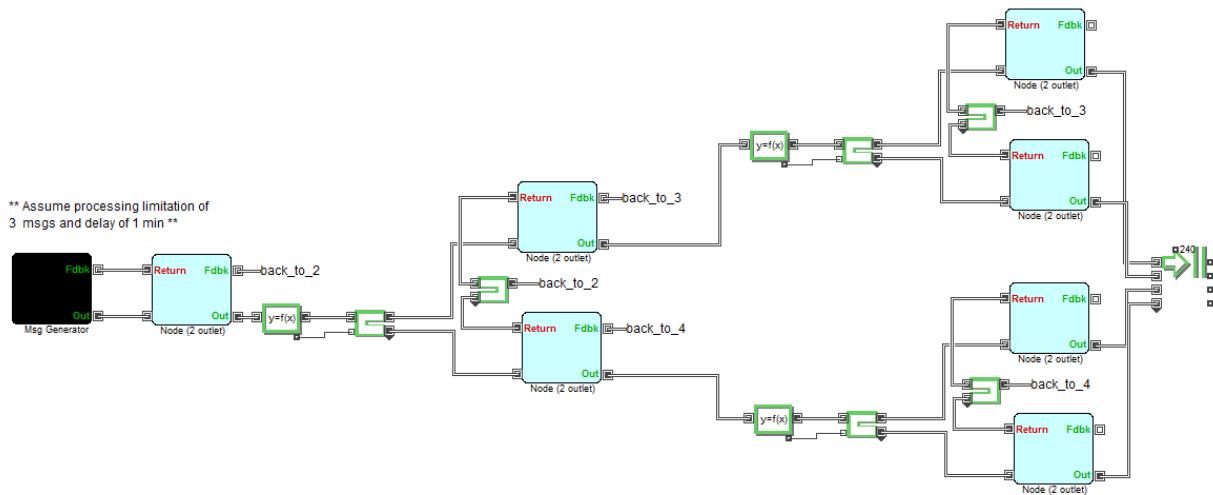 Return Fdbk
Out
Node (2 outlet)
back_to_3
y=f(x)
Return Fdbk
Out
Node (2 outlet)
** Assume processing limitation of
3 msgs and delay of 1 min **
Return Fdbk back_to_3
Out
Node (2 outlet)
240
Fdbk
Out
Msg Generator
Return Fdbk back_to_2
Out
Node (2 outlet)
y=f(x)
back_to_2
Return Fdbk back_to_4
Out
Node (2 outlet)
Return Fdbk
Out
Node (2 outlet)
back_to_4
y=f(x)
Return Fdbk
Out
Node (2 outlet)